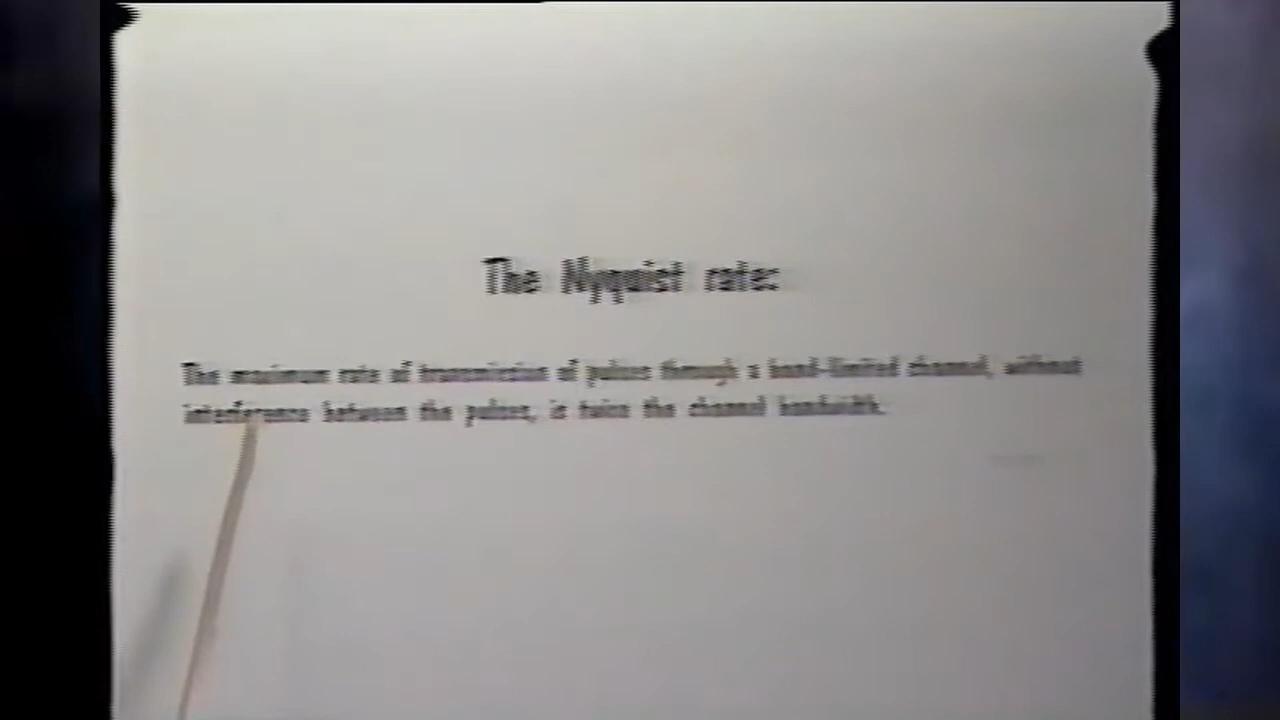 The Nyquist rate:
The maximum rate of transmission of pulses through a band-limited channel, without
interference between the pulses, is twice the channel bandwidth.